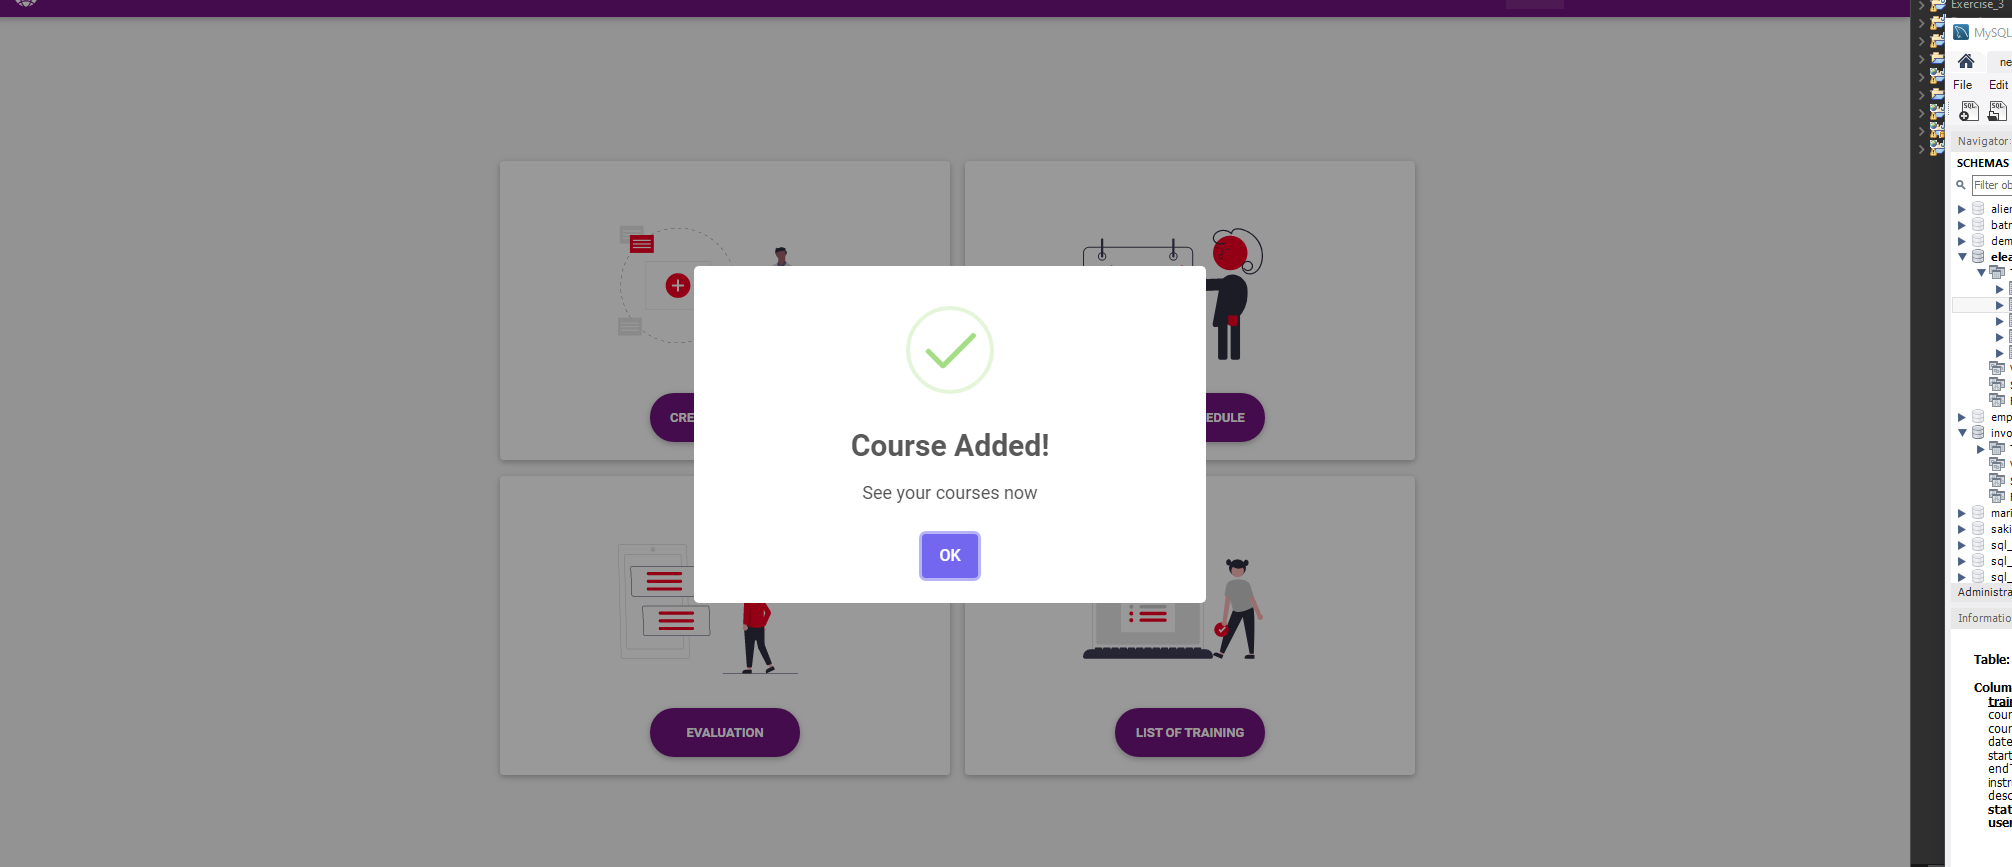 Course Added!
See your courses now
OK
CRE
EDULE
EVALUATION
LIST OF TRAINING
Exercise_3
MySQL
ne
File Edit
Navigator:
SCHEMAS
Filter ob
alier
batr
dem
elea
emp
invo
mari
saki
sql_
sql_
sql_
Administra
Informatio
Table:
Colum
train
cour
cour
date
start
endT
instr
desc
stat
user